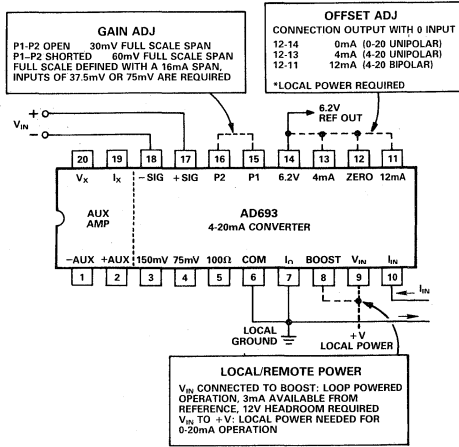 GAIN ADJ
P1-P2 OPEN 30mV FULL SCALE SPAN
P1–P2 SHORTED 60mV FULL SCALE SPAN
FULL SCALE DEFINED WITH A 16mA SPAN,
INPUTS OF 37.5mV OR 75mV ARE REQUIRED
OFFSET ADJ
CONNECTION OUTPUT WITH 0 INPUT
12-14 0mA (0-20 UNIPOLAR)
12-13 4mA (4-20 UNIPOLAR)
12-11 12mA (4-20 BIPOLAR)
*LOCAL POWER REQUIRED
+
VIN
–
6.2V
REF OUT
20 19 18 17 16 15 14 13 12 11
VX IX –SIG +SIG P2 P1 6.2V 4mA ZERO 12mA
AUX
AMP
AD693
4-20mA CONVERTER
–AUX +AUX 150mV 75mV 100Ω COM IO BOOST VIN IIN
1 2 3 4 5 6 7 8 9 10
IIN
LOCAL
GROUND
+V
LOCAL POWER
LOCAL/REMOTE POWER
VIN CONNECTED TO BOOST: LOOP POWERED
OPERATION, 3mA AVAILABLE FROM
REFERENCE, 12V HEADROOM REQUIRED
VIN TO +V: LOCAL POWER NEEDED FOR
0-20mA OPERATION